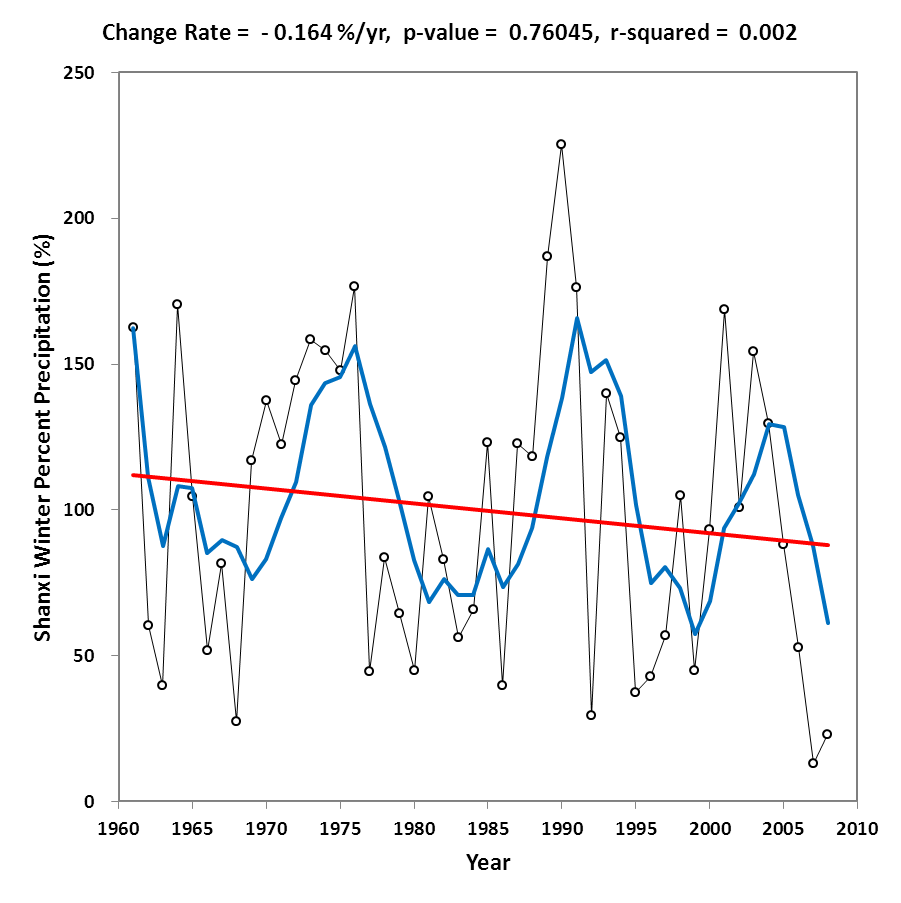 Change Rate = - 0.164 %/yr, p-value = 0.76045, r-squared = 0.002
250
200
150
100
50
0
Shanxi Winter Percent Precipitation (%)
1960 1965 1970 1975 1980 1985 1990 1995 2000 2005 2010
Year